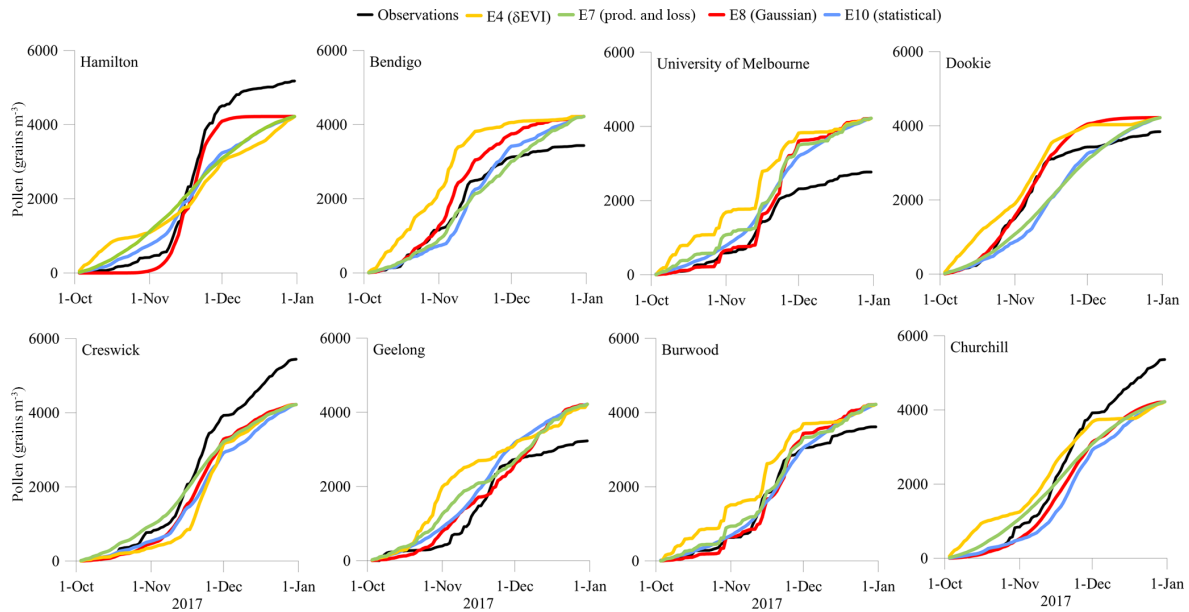 Observations E4 (δEVI) E7 (prod. and loss) E8 (Gaussian) E10 (statistical)
6000
4000
2000
0
Pollen (grains m⁻³)
Hamilton
1-Oct 1-Nov 1-Dec 1-Jan
6000
4000
2000
0
Bendigo
1-Oct 1-Nov 1-Dec 1-Jan
6000
4000
2000
0
University of Melbourne
1-Oct 1-Nov 1-Dec 1-Jan
6000
4000
2000
0
Dookie
1-Oct 1-Nov 1-Dec 1-Jan
6000
4000
2000
0
Pollen (grains m⁻³)
Creswick
1-Oct 1-Nov 1-Dec 1-Jan
2017
6000
4000
2000
0
Geelong
1-Oct 1-Nov 1-Dec 1-Jan
2017
6000
4000
2000
0
Burwood
1-Oct 1-Nov 1-Dec 1-Jan
2017
6000
4000
2000
0
Churchill
1-Oct 1-Nov 1-Dec 1-Jan
2017